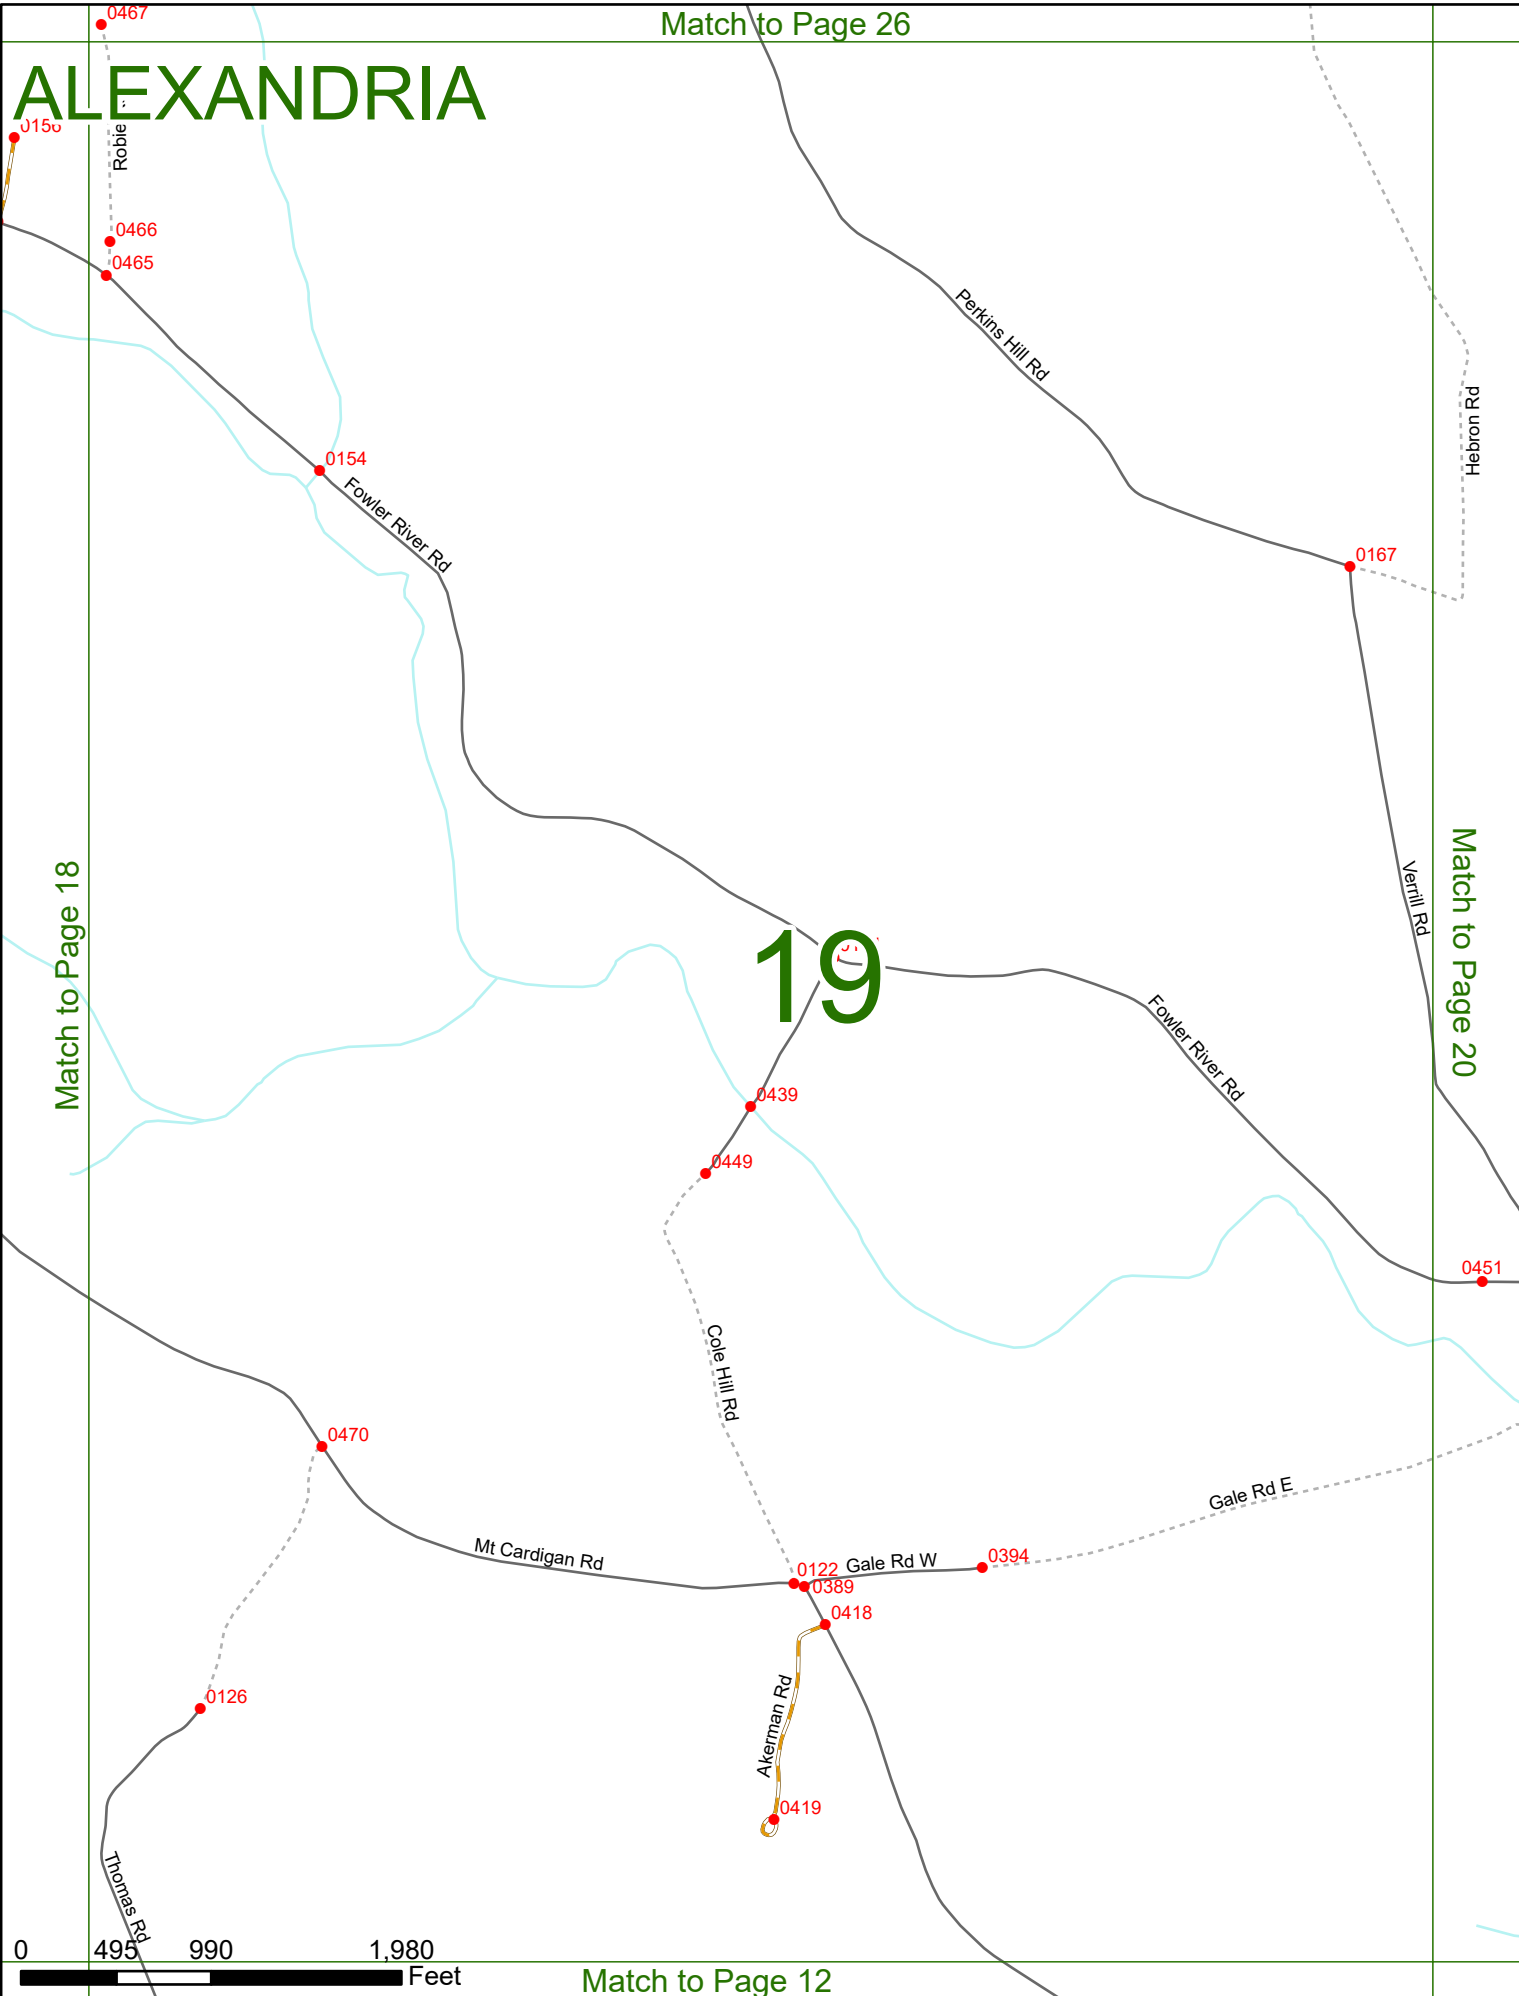 0467
Match to Page 26
ALEXANDRIA
0156
Robie
0466
0465
Perkins Hill Rd
Hebron Rd
0154
Fowler River Rd
0167
Match to Page 18
Verrill Rd
Match to Page 20
19
Fowler River Rd
0439
0449
0451
Cole Hill Rd
0470
Gale Rd E
Mt Cardigan Rd
0122
Gale Rd W
0394
0389
0418
Akerman Rd
0126
0419
Thomas Rd
0 495 990 1,980
Feet
Match to Page 12